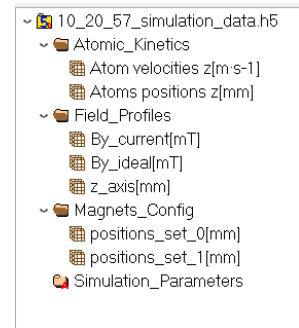 10_20_57_simulation_data.h5
Atomic_Kinetics
Atom velocities z[m·s-1]
Atoms positions z[mm]
Field_Profiles
By_current[mT]
By_ideal[mT]
z_axis[mm]
Magnets_Config
positions_set_0[mm]
positions_set_1[mm]
Simulation_Parameters